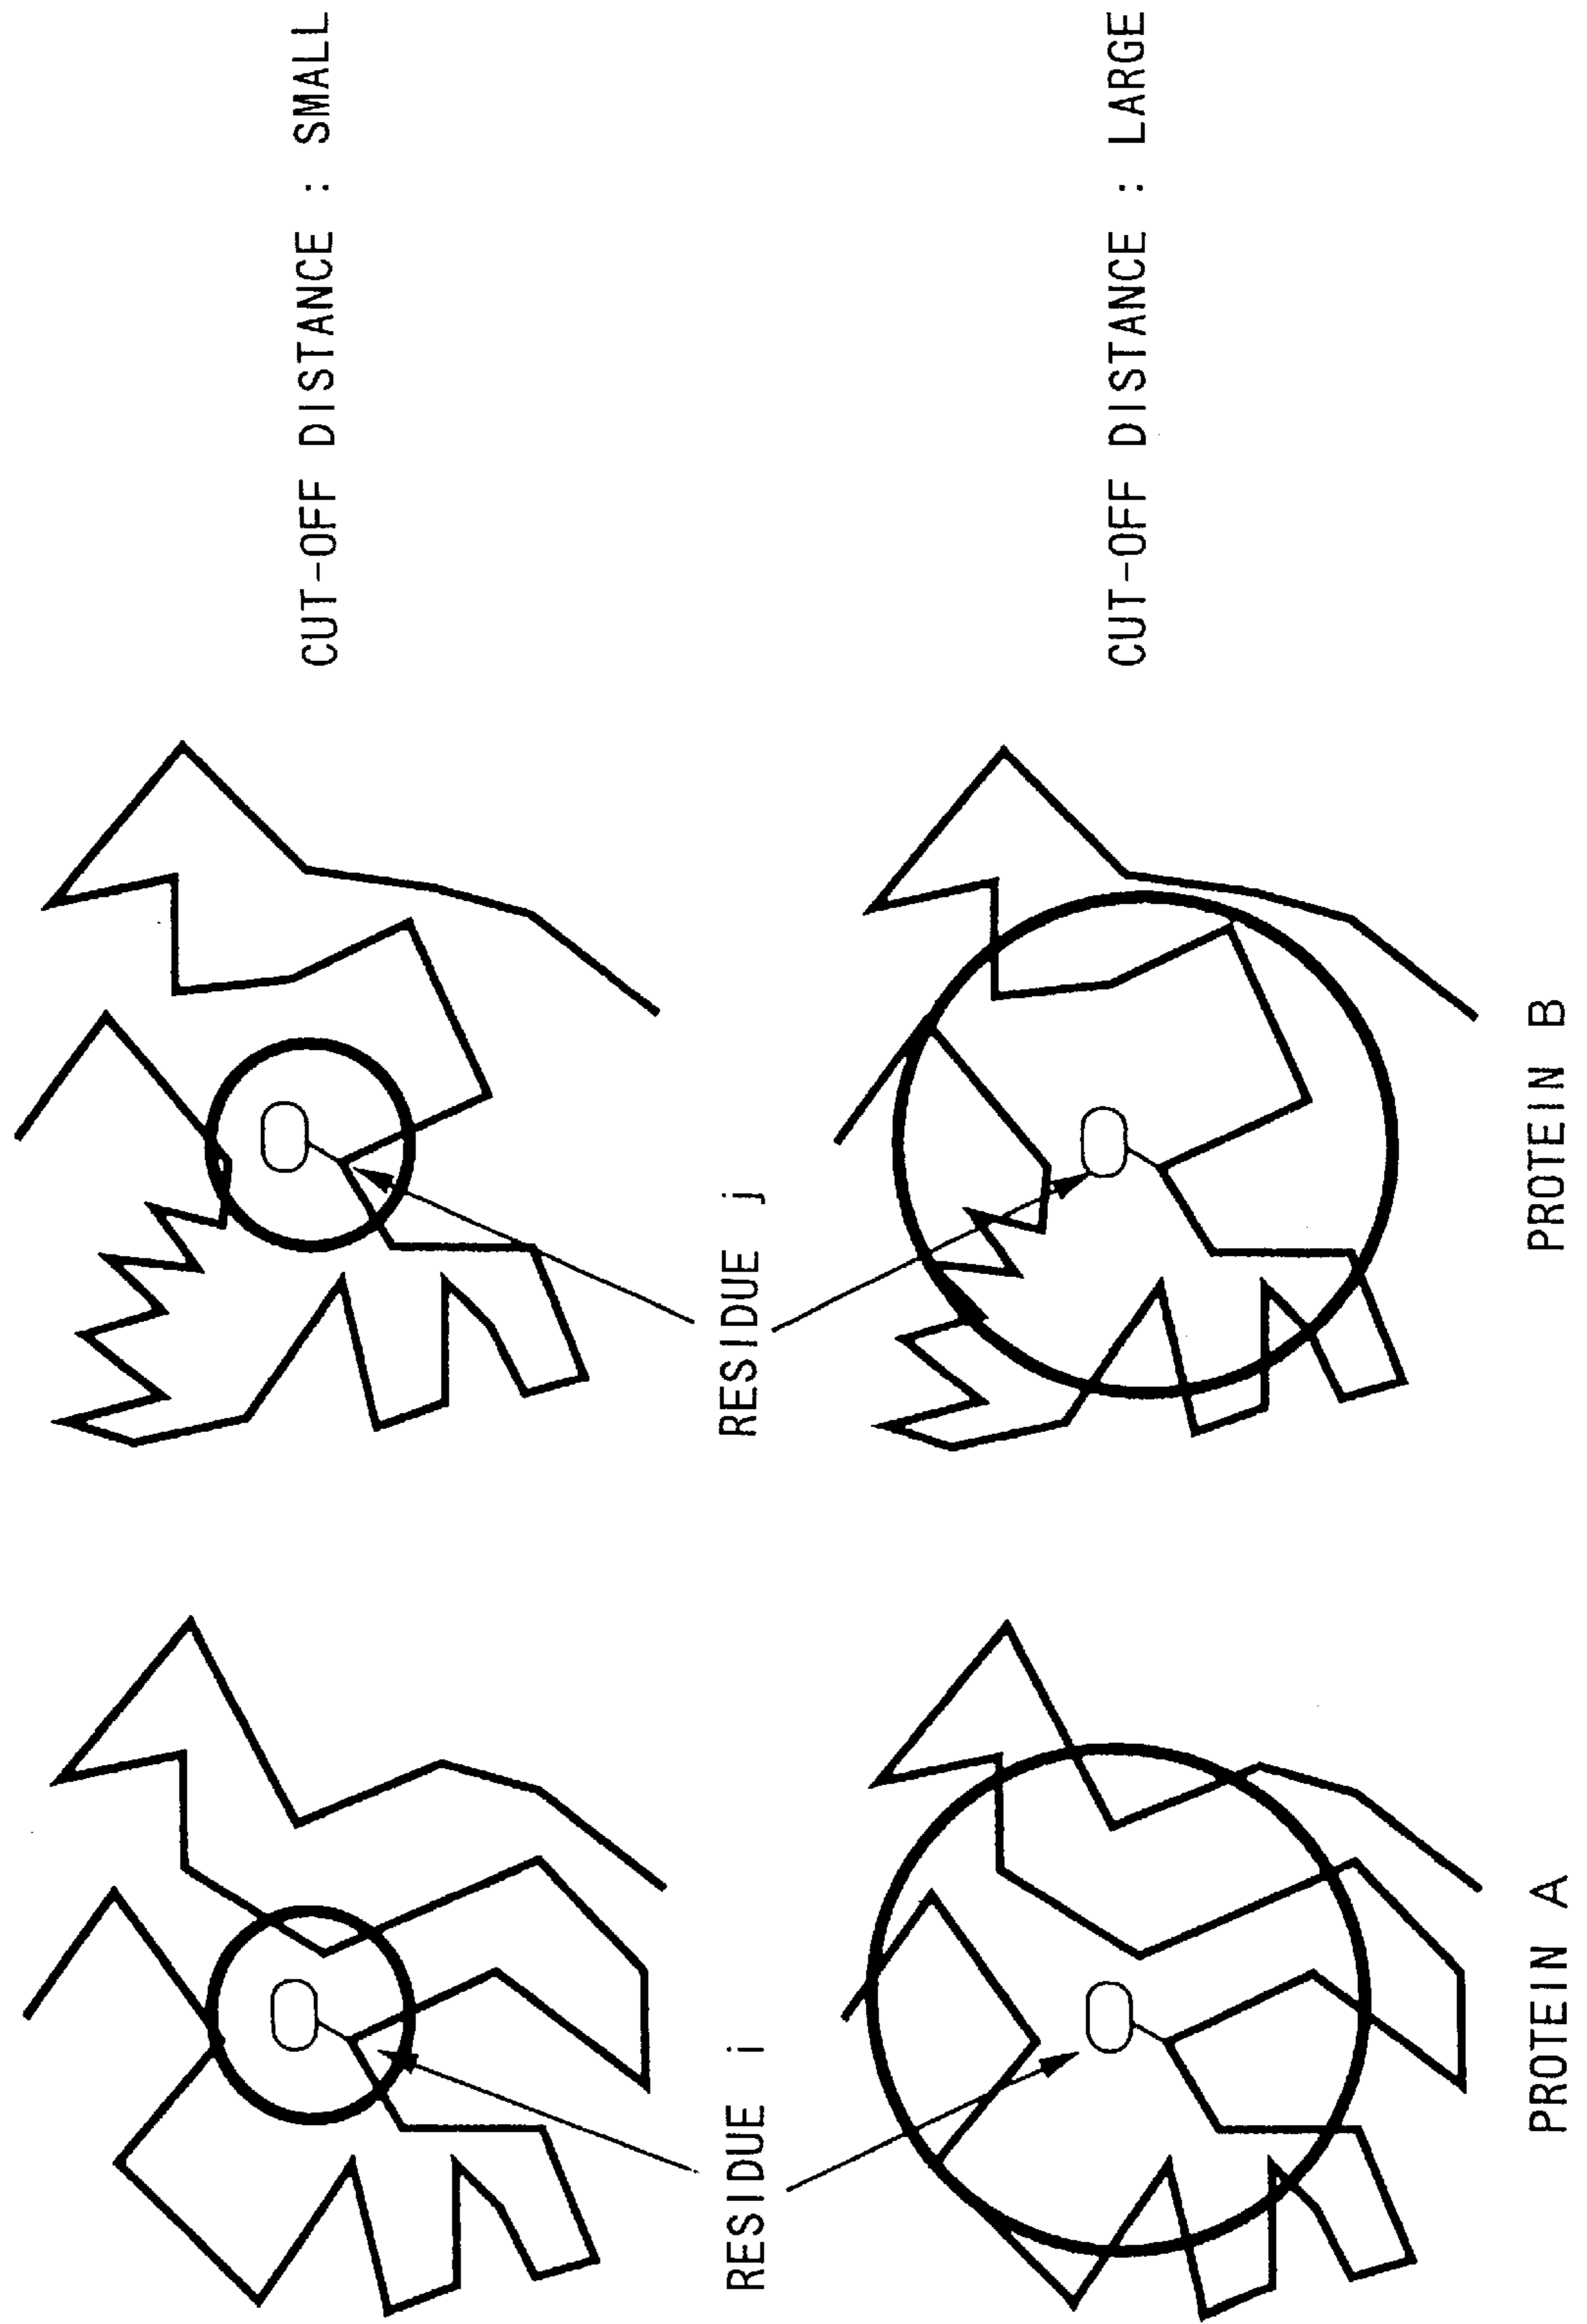 CUT-OFF DISTANCE : SMALL
RESIDUE i
RESIDUE j
CUT-OFF DISTANCE : LARGE
PROTEIN A
PROTEIN B